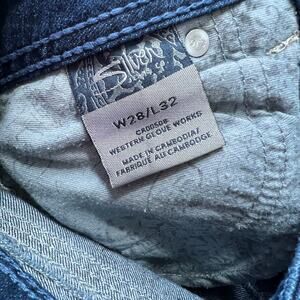 Silver
W28/L32
CA00508
WESTERN GLOVE WORKS
MADE IN CAMBODIA/
FABRIQUÉ AU CAMBODGE